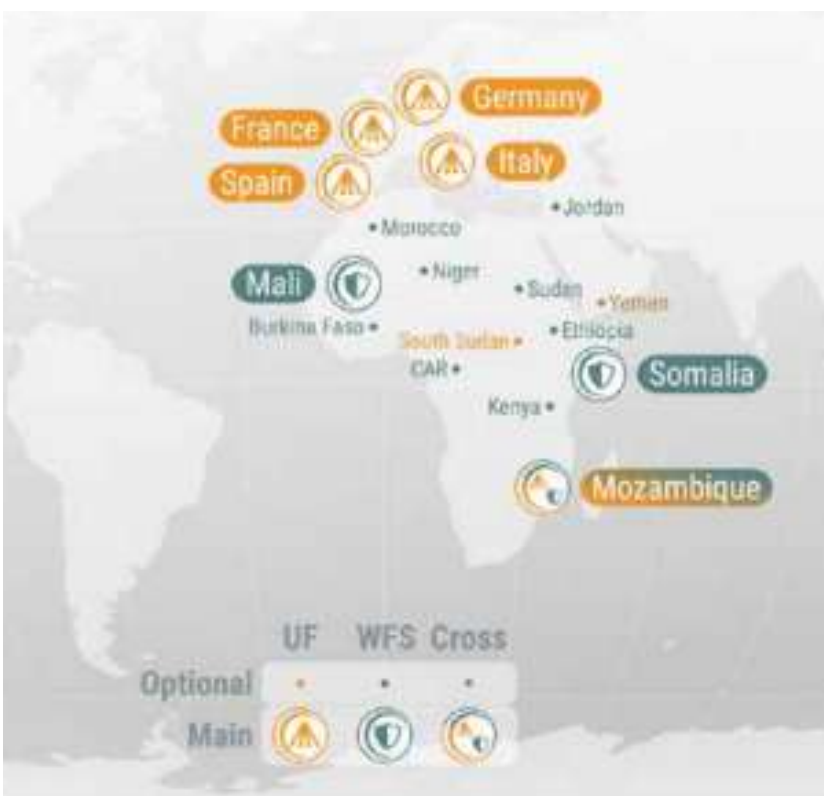 Germany
France
Italy
Spain
Jordan
Morocco
Niger
Mali
Sudan
Yemen
Burkina Faso
Ethiopia
South Sudan
CAR
Somalia
Kenya
Mozambique
UF WFS Cross
Optional
Main